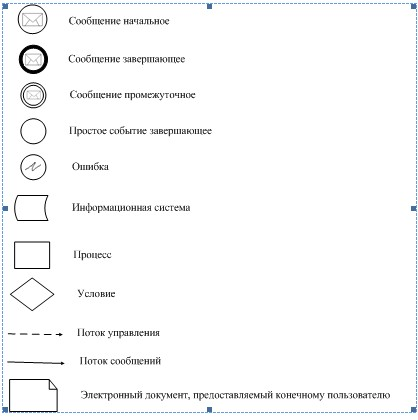 Сообщение начальное
Сообщение завершающее
Сообщение промежуточное
Простое событие завершающее
Ошибка
Информационная система
Процесс
Условие
Поток управления
Поток сообщений
Электронный документ, предоставляемый конечному пользователю